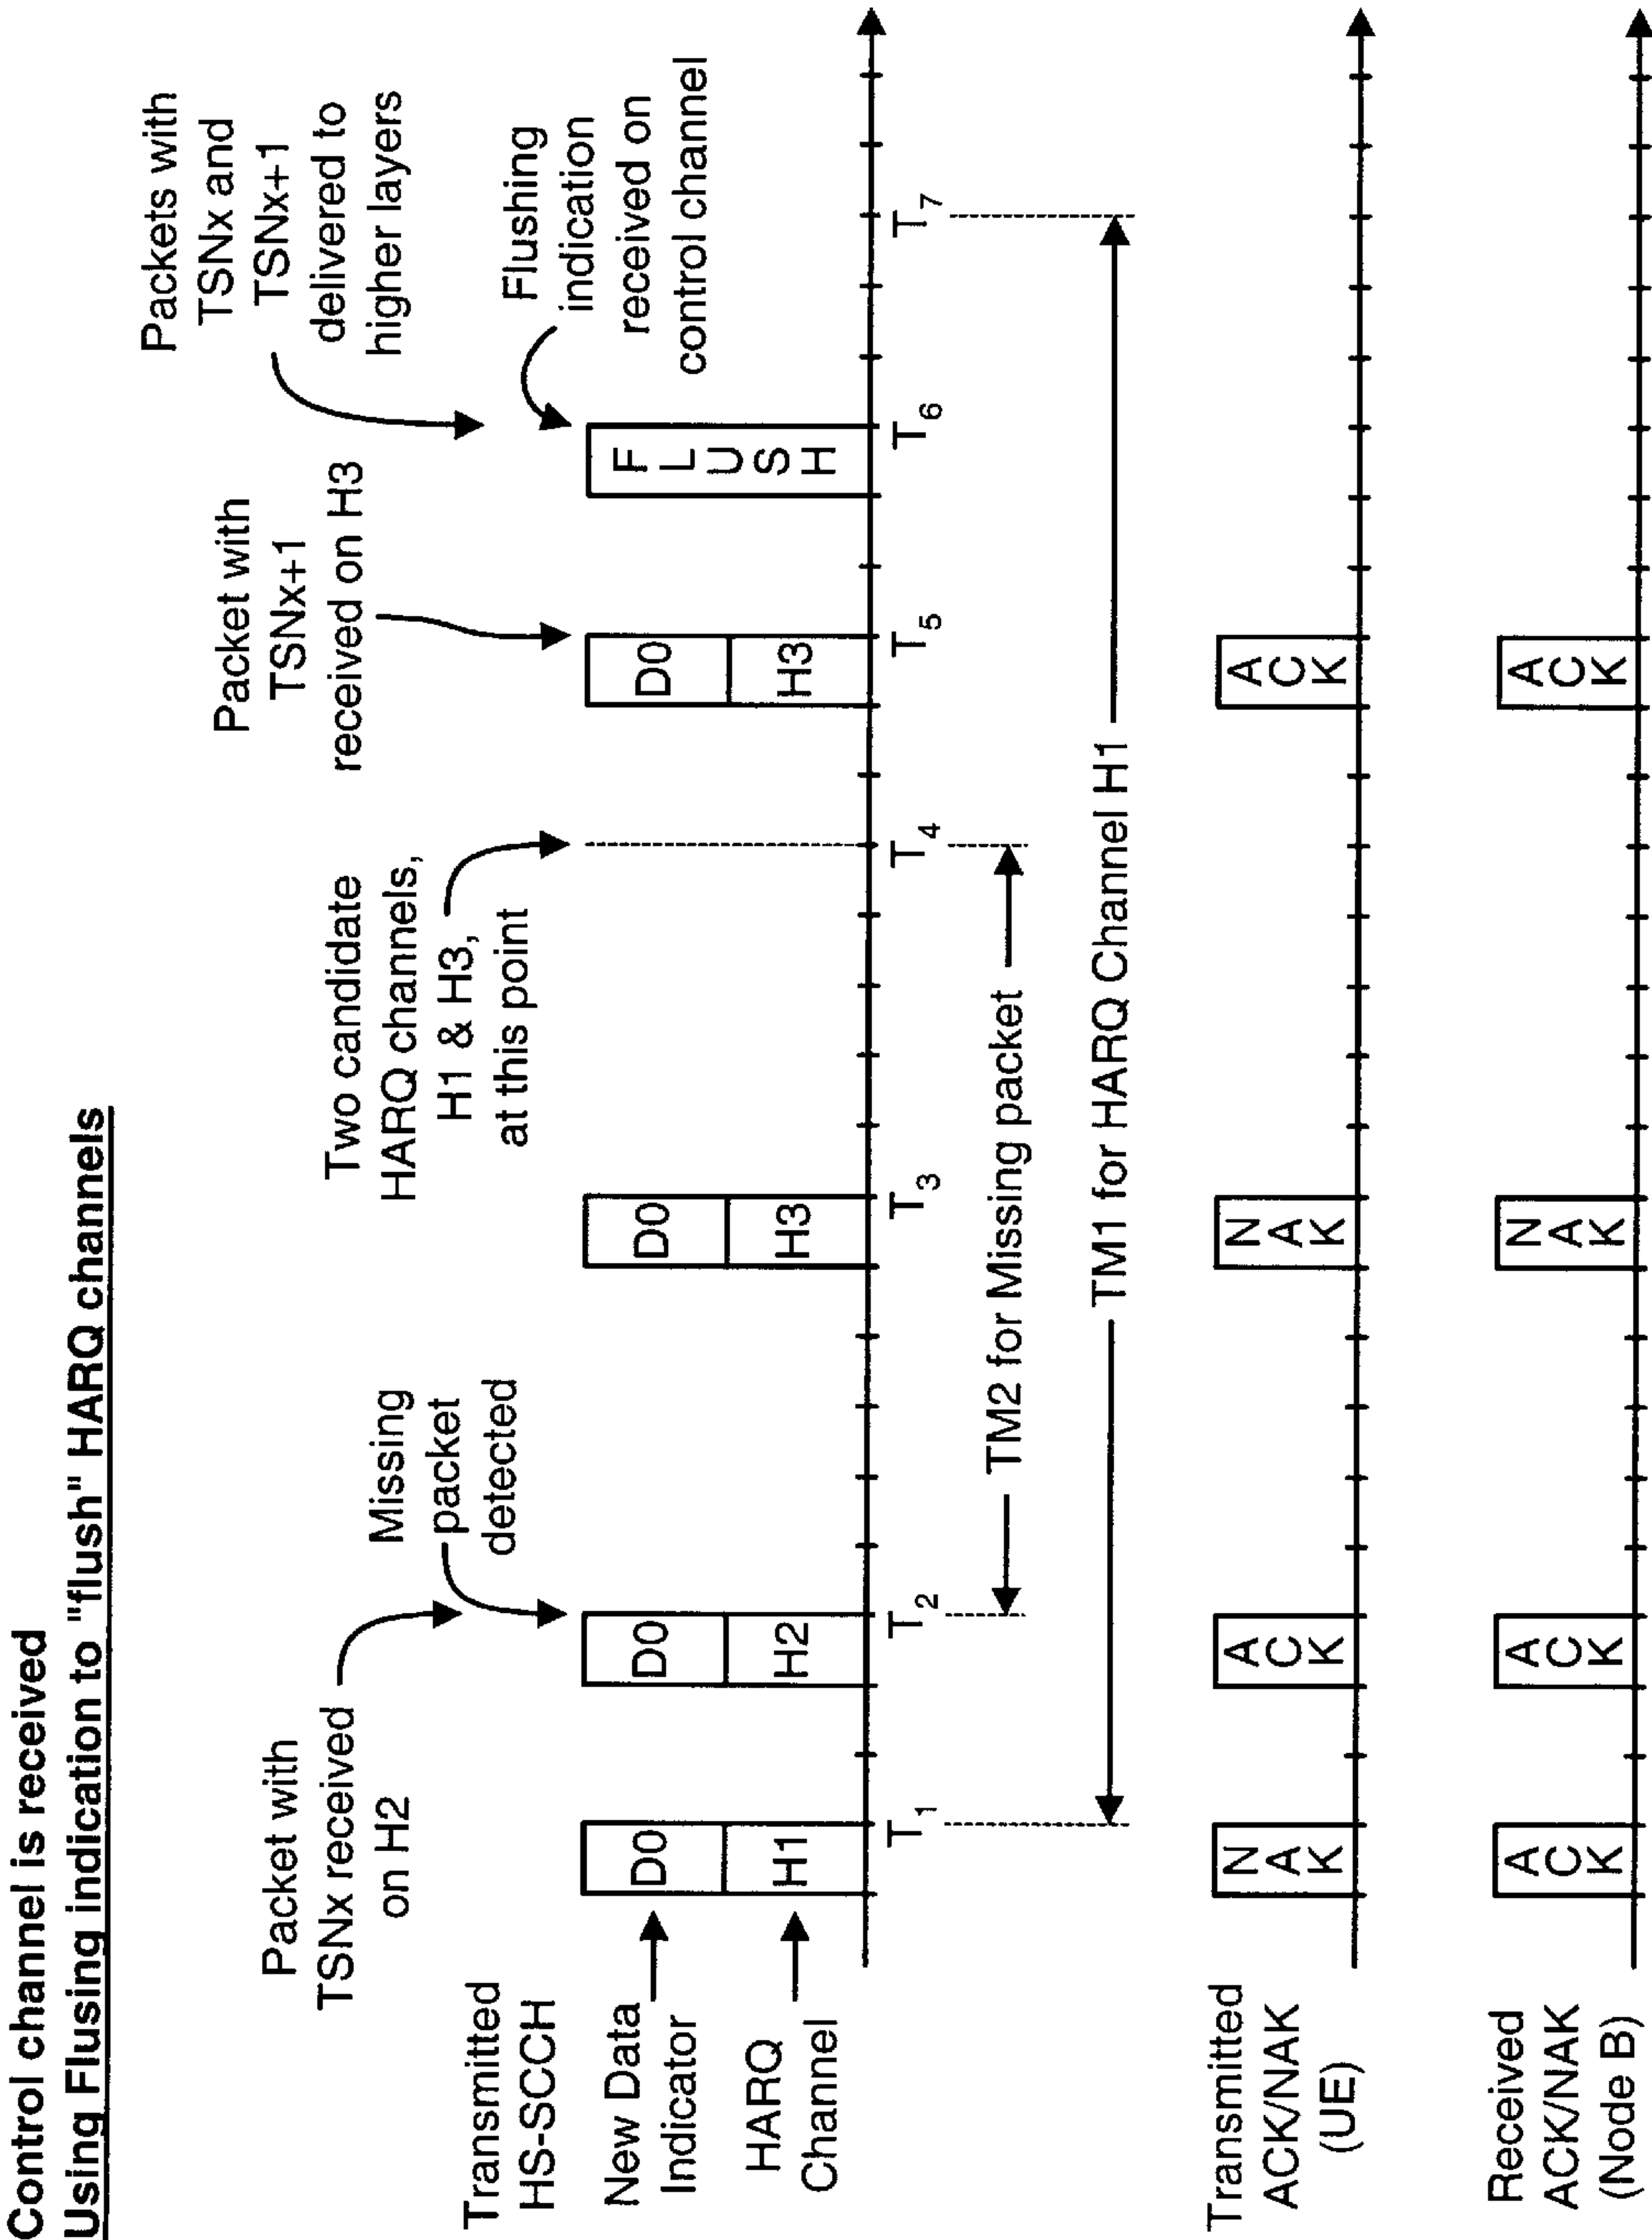 Control channel is received
Using Flusing indication to "flush" HARQ channels
Packet with
TSNx received
on H2
Missing
packet
detected
Two candidate
HARQ channels,
H1 & H3,
at this point
Packet with
TSNx+1
received on H3
Packets with
TSNx and
TSNx+1
delivered to
higher layers
Flushing
indication
received on
control channel
Transmitted
HS-SCCH
New Data
Indicator
HARQ
Channel
D0
H1
D0
H2
D0
H3
D0
H3
FLUSH
T1
T2
T3
T4
T5
T6
T7
TM2 for Missing packet
TM1 for HARQ Channel H1
Transmitted
ACK/NAK
(UE)
NAK
ACK
NAK
ACK
Received
ACK/NAK
(Node B)
ACK
ACK
NAK
ACK